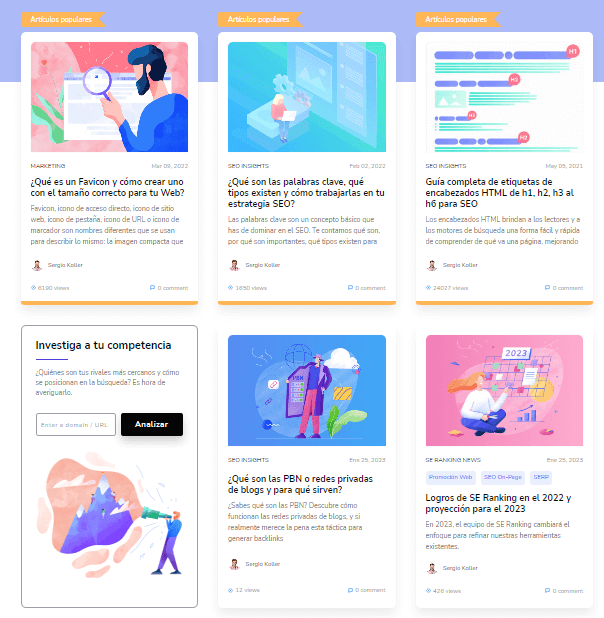 Artículos populares
MARKETING
Mar 09, 2022
¿Qué es un Favicon y cómo crear uno
con el tamaño correcto para tu Web?
Favicon, icono de acceso directo, icono de sitio
web, icono de pestaña, icono de URL o icono de
marcador son nombres diferentes que se usan
para describir lo mismo: la imagen compacta que
Sergio Koller
6190 views
0 comment
Artículos populares
SEO INSIGHTS
Feb 02, 2022
¿Qué son las palabras clave, qué
tipos existen y cómo trabajarlas en tu
estrategia SEO?
Las palabras clave son un concepto básico que
has de dominar en el SEO. Te contamos qué son,
por qué son importantes, qué tipos existen para
Sergio Koller
1650 views
0 comment
Artículos populares
H1
H2
H3
H2
SEO INSIGHTS
May 05, 2021
Guía completa de etiquetas de
encabezados HTML de h1, h2, h3 al
h6 para SEO
Los encabezados HTML brindan a los lectores y a
los motores de búsqueda una forma fácil y rápida
de comprender de qué va una página, mejorando
Sergio Koller
24027 views
0 comment
Investiga a tu competencia
¿Quiénes son tus rivales más cercanos y cómo
se posicionan en la búsqueda? Es hora de
averiguarlo.
Enter a domain / URL
Analizar
PBN
SEO INSIGHTS
Ene 25, 2023
¿Qué son las PBN o redes privadas
de blogs y para qué sirven?
¿Sabes qué son las PBN? Descubre cómo
funcionan las redes privadas de blogs, y si
realmente merece la pena esta táctica para
generar backlinks
Sergio Koller
12 views
0 comment
2023
SE RANKING NEWS
Ene 25, 2023
Promoción Web
SEO On-Page
SERP
Logros de SE Ranking en el 2022 y
proyección para el 2023
En 2023, el equipo de SE Ranking cambiará el
enfoque para refinar nuestras herramientas
existentes.
Sergio Koller
426 views
0 comment